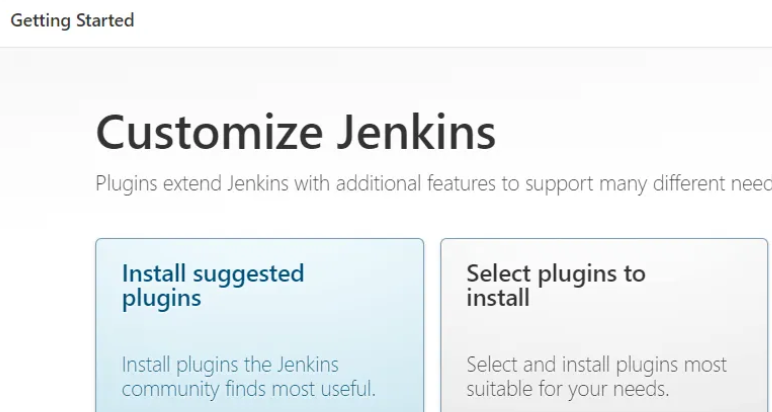 Getting Started
Customize Jenkins
Plugins extend Jenkins with additional features to support many different
Install suggested
plugins
Select plugins to
install
Install plugins the Jenkins
community finds most useful.
Select and install plugins most
suitable for your needs.